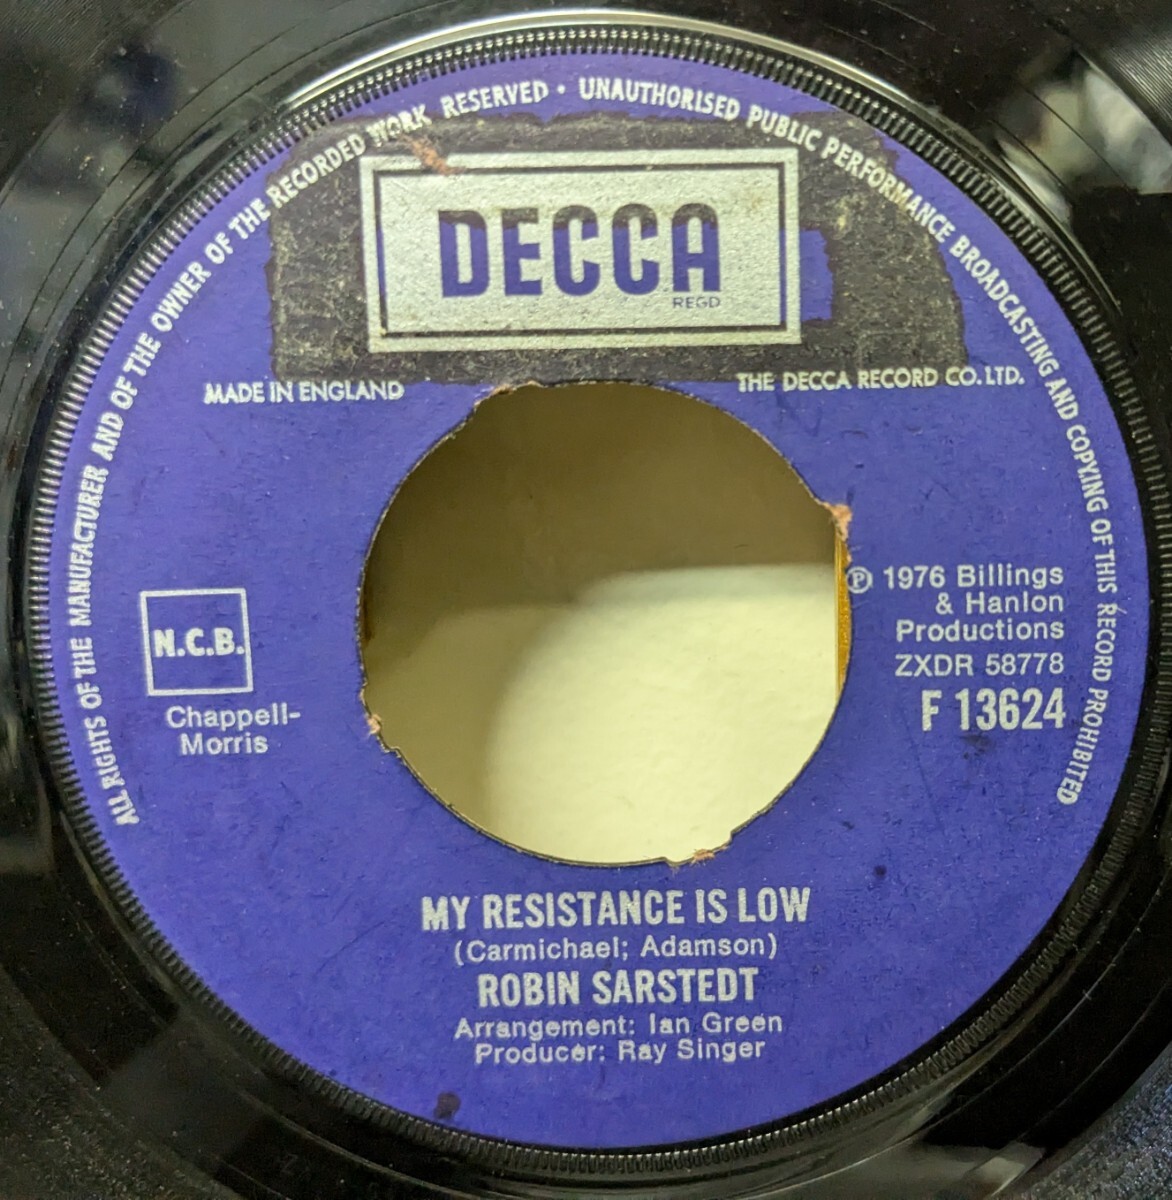 ALL RIGHTS OF THE MANUFACTURER AND OF THE OWNER OF THE RECORDED WORK RESERVED · UNAUTHORISED PUBLIC PERFORMANCE BROADCASTING AND COPYING OF THIS RECORD PROHIBITED
DECCA
REGD
MADE IN ENGLAND
THE DECCA RECORD CO. LTD.
N.C.B.
Chappell-
Morris
℗ 1976 Billings
& Hanlon
Productions
ZXDR 58778
F 13624
MY RESISTANCE IS LOW
(Carmichael; Adamson)
ROBIN SARSTEDT
Arrangement: Ian Green
Producer: Ray Singer